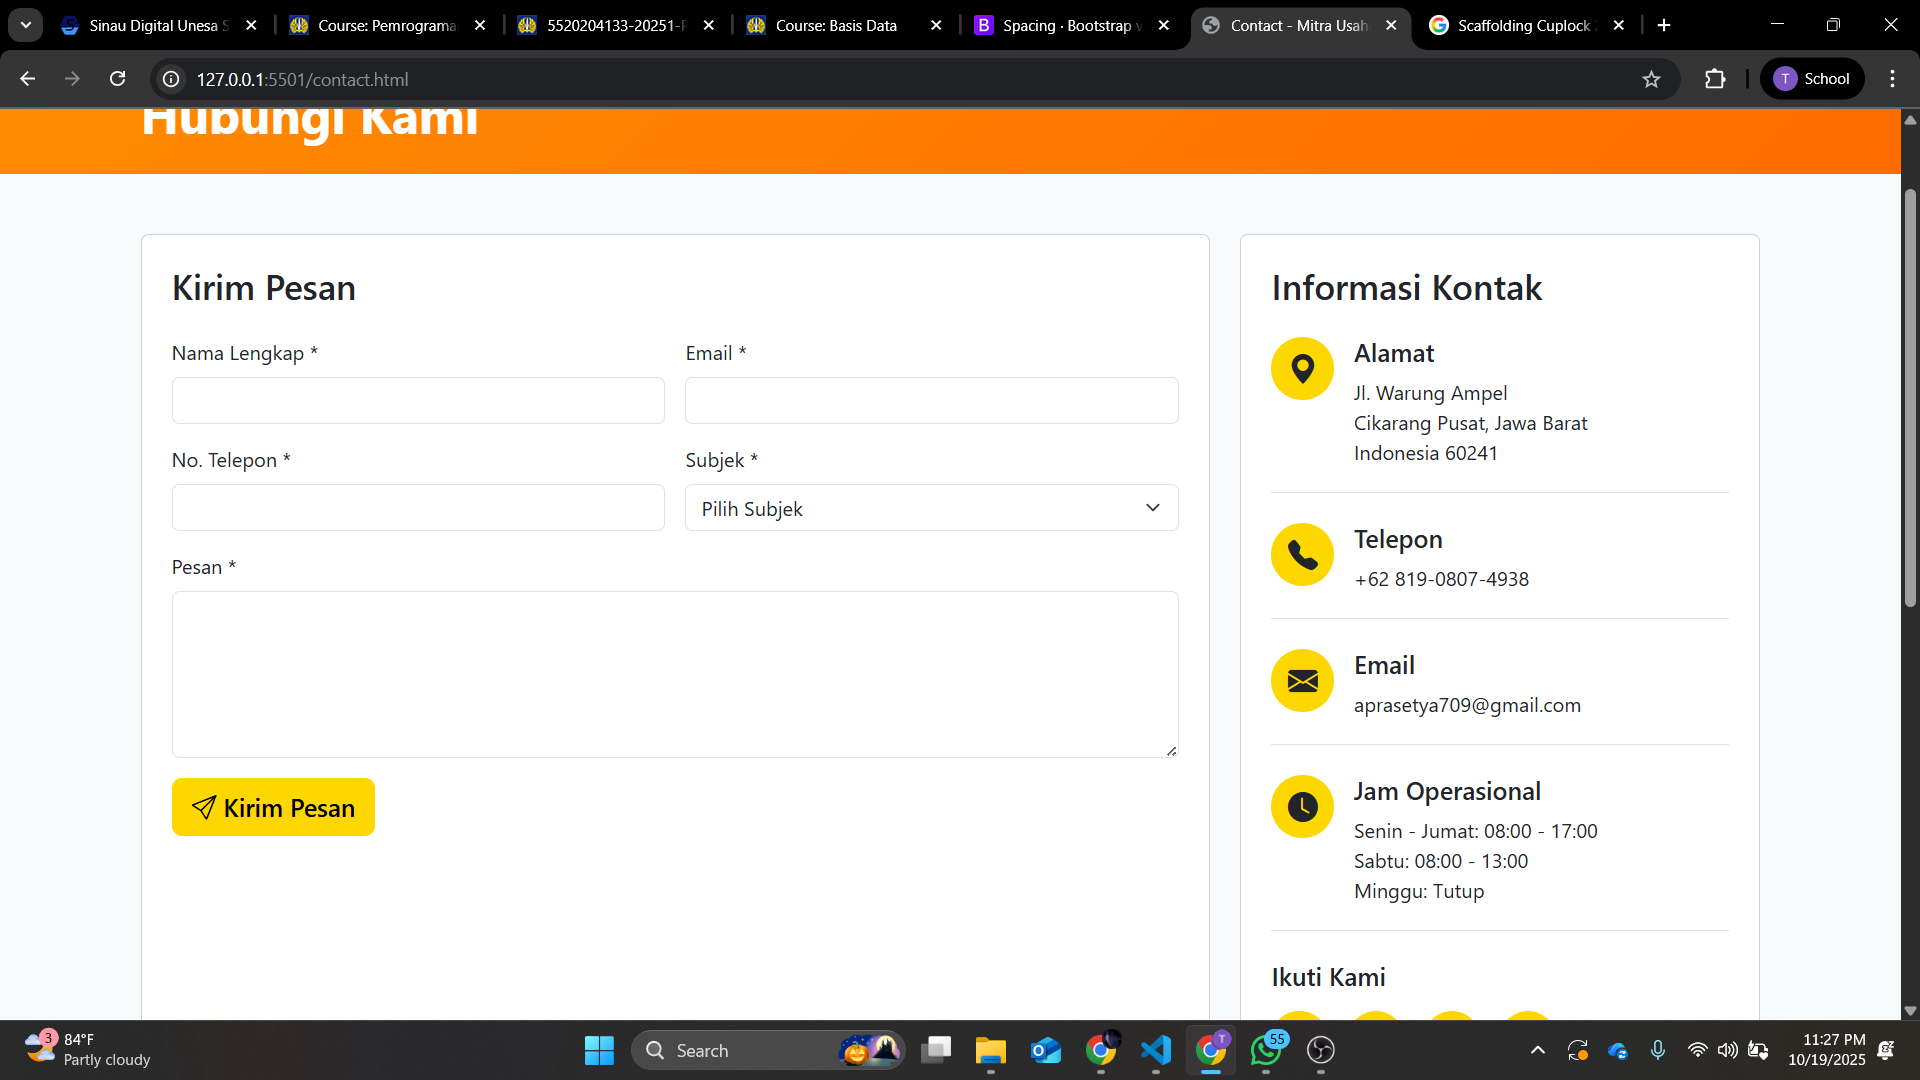 Sinau Digital Unesa S
Course: Pemrograma
5520204133-20251-P
Course: Basis Data
Spacing · Bootstrap v
Contact - Mitra Usah
Scaffolding Cuplock
127.0.0.1:5501/contact.html
T School
Hubungi Kami
Kirim Pesan
Nama Lengkap *
Email *
No. Telepon *
Subjek *
Pilih Subjek
Pesan *
Kirim Pesan
Informasi Kontak
Alamat
Jl. Warung Ampel
Cikarang Pusat, Jawa Barat
Indonesia 60241
Telepon
+62 819-0807-4938
Email
aprasetya709@gmail.com
Jam Operasional
Senin - Jumat: 08:00 - 17:00
Sabtu: 08:00 - 13:00
Minggu: Tutup
Ikuti Kami
3
84°F
Partly cloudy
Search
T
55
11:27 PM
10/19/2025